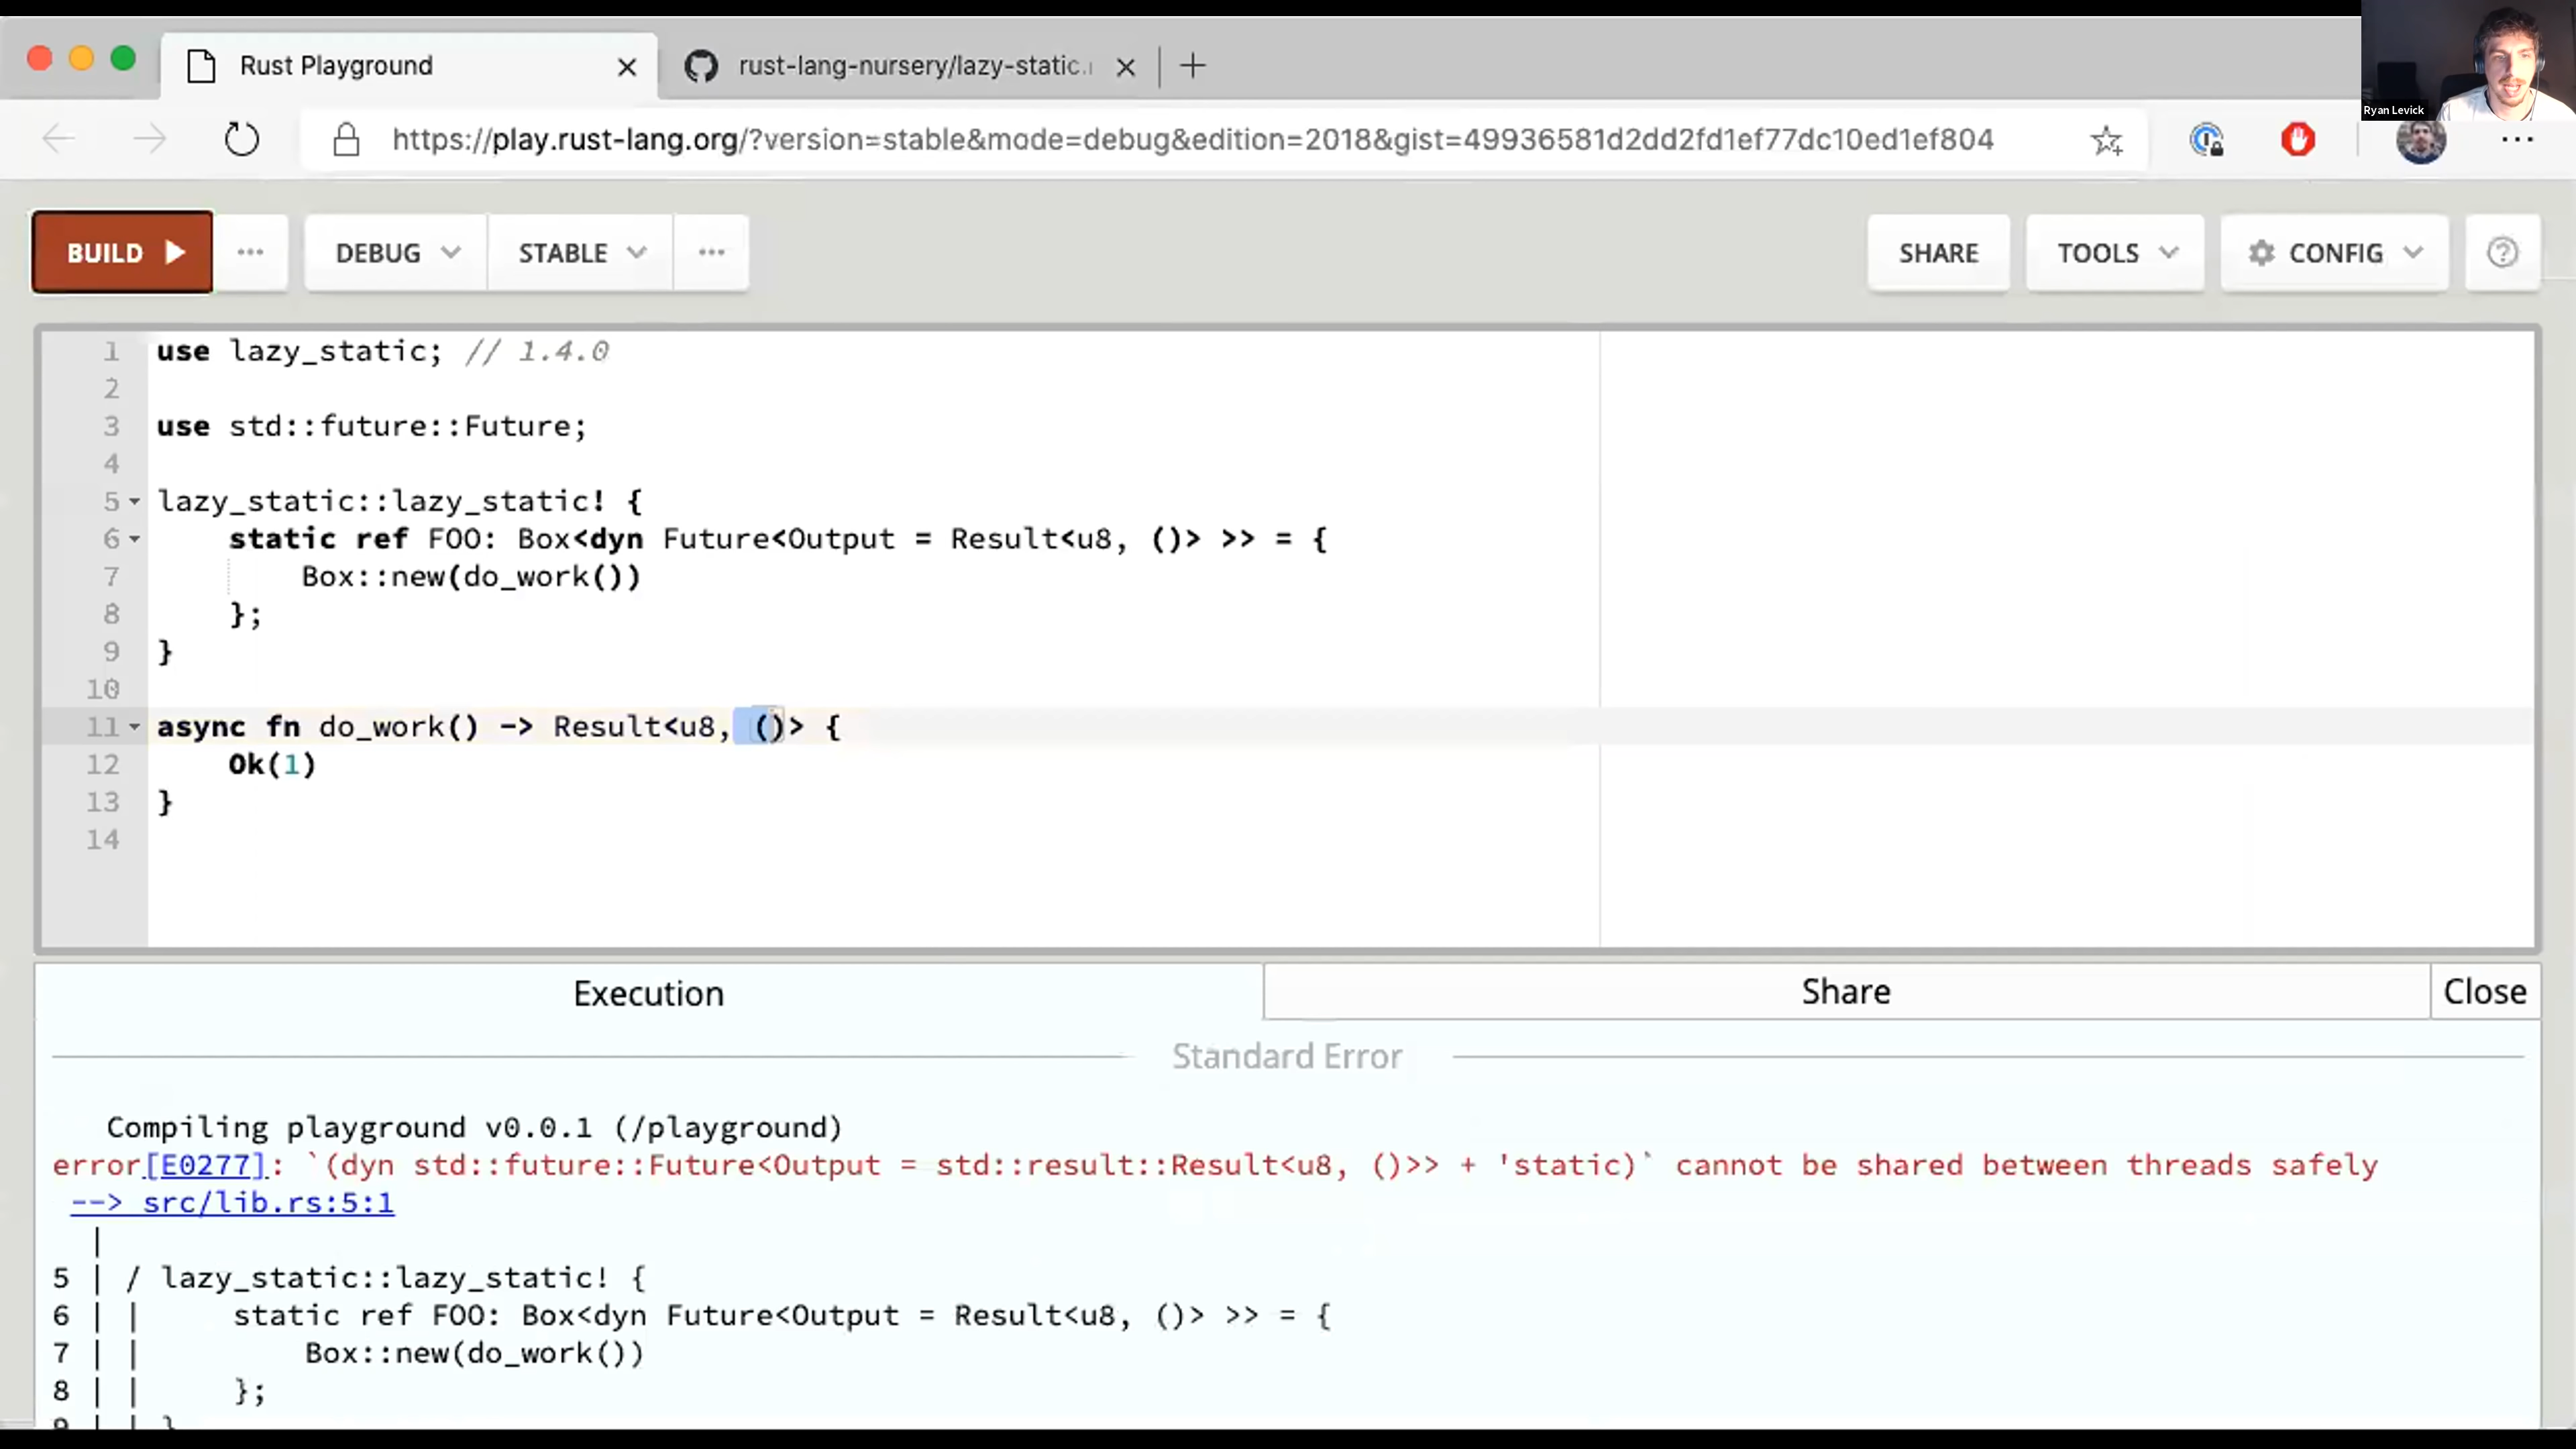 Rust Playground
rust-lang-nursery/lazy-static.
Ryan Levick
https://play.rust-lang.org/?version=stable&mode=debug&edition=2018&gist=49936581d2dd2fd1ef77dc10ed1ef804
BUILD ... DEBUG STABLE ... SHARE TOOLS CONFIG ?
1 use lazy_static; // 1.4.0
2
3 use std::future::Future;
4
5 lazy_static::lazy_static! {
6 static ref FOO: Box<dyn Future<Output = Result<u8, ()> >> = {
7 Box::new(do_work())
8 };
9 }
10
11 async fn do_work() -> Result<u8, ()> {
12 Ok(1)
13 }
14
Execution Share Close
Standard Error
Compiling playground v0.0.1 (/playground)
error[E0277]: `(dyn std::future::Future<Output = std::result::Result<u8, ()>> + 'static)` cannot be shared between threads safely
--> src/lib.rs:5:1
|
5 | / lazy_static::lazy_static! {
6 | | static ref FOO: Box<dyn Future<Output = Result<u8, ()> >> = {
7 | | Box::new(do_work())
8 | | };
9 | | }